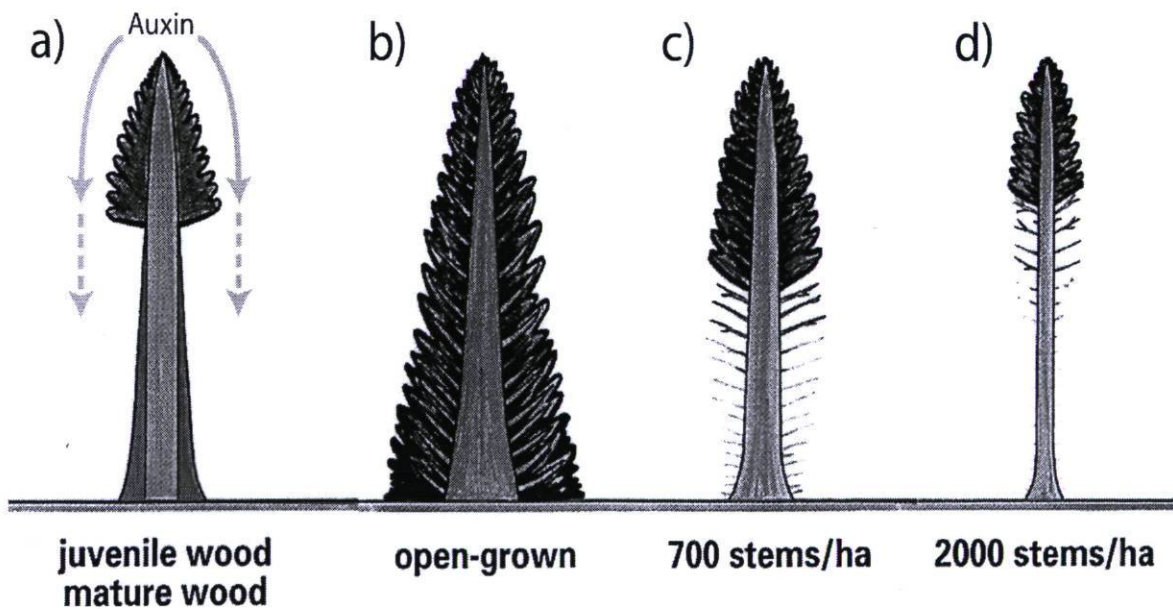 Auxin
a)
b)
c)
d)
juvenile wood
mature wood
open-grown
700 stems/ha
2000 stems/ha